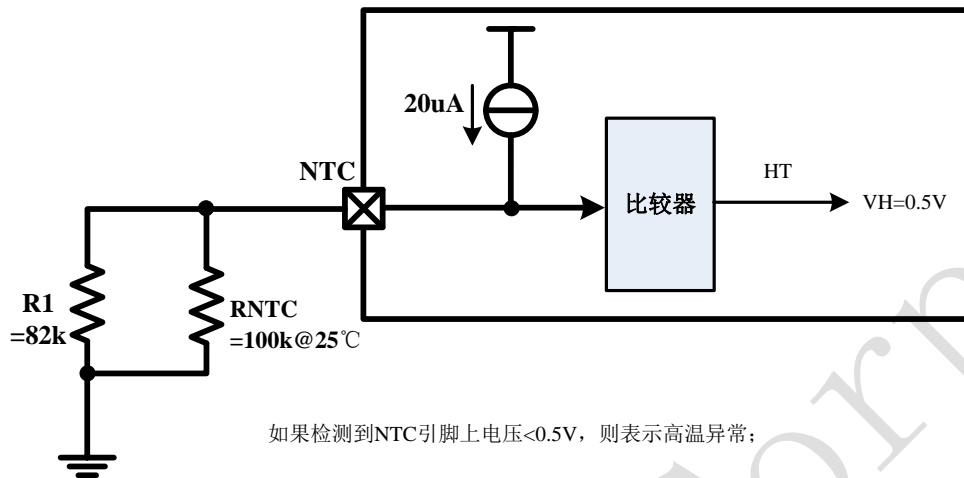 20uA
NTC
HT
比较器
VH=0.5V
R1
=82k
RNTC
=100k@25℃
如果检测到NTC引脚上电压<0.5V，则表示高温异常；